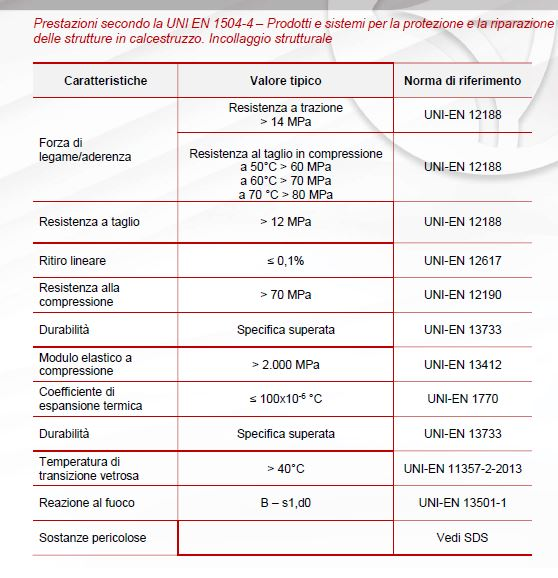 Prestazioni secondo la UNI EN 1504-4 – Prodotti e sistemi per la protezione e la riparazione
delle strutture in calcestruzzo. Incollaggio strutturale
Caratteristiche Valore tipico Norma di riferimento
Forza di
legame/aderenza
Resistenza a trazione
> 14 MPa
UNI-EN 12188
Resistenza al taglio in compressione
a 50°C > 60 MPa
a 60°C > 70 MPa
a 70 °C > 80 MPa
UNI-EN 12188
Resistenza a taglio > 12 MPa UNI-EN 12188
Ritiro lineare ≤ 0,1% UNI-EN 12617
Resistenza alla
compressione
> 70 MPa UNI-EN 12190
Durabilità Specifica superata UNI-EN 13733
Modulo elastico a
compressione
> 2.000 MPa UNI-EN 13412
Coefficiente di
espansione termica
≤ 100x10⁻⁶ °C UNI-EN 1770
Durabilità Specifica superata UNI-EN 13733
Temperatura di
transizione vetrosa
> 40°C UNI-EN 11357-2-2013
Reazione al fuoco B – s1,d0 UNI-EN 13501-1
Sostanze pericolose Vedi SDS